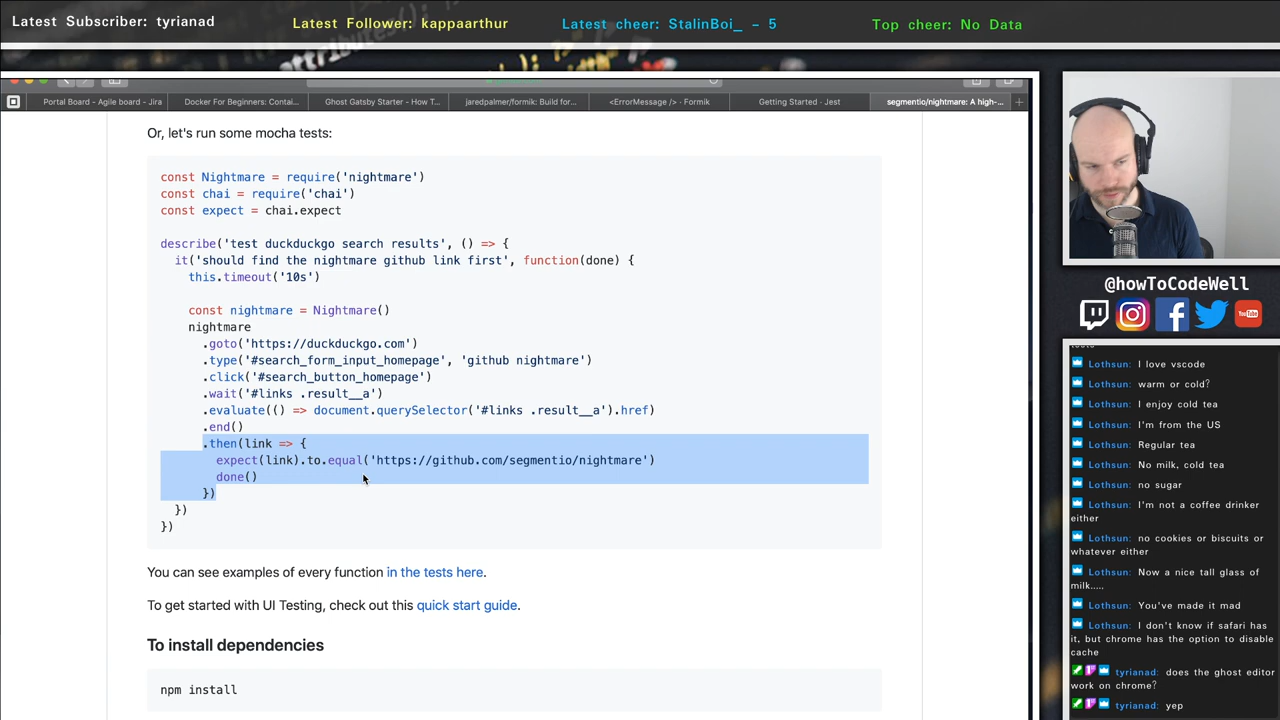 Latest Subscriber: tyrianad
Latest Follower: kappaarthur
Latest cheer: StalinBoi_ - 5
Top cheer: No Data
attributes();
Portal Board - Agile board - Jira
Docker For Beginners: Contai...
Ghost Gatsby Starter - How T...
jaredpalmer/formik: Build for...
<ErrorMessage /> · Formik
Getting Started · Jest
segmentio/nightmare: A high-...
Or, let's run some mocha tests:
const Nightmare = require('nightmare')
const chai = require('chai')
const expect = chai.expect
describe('test duckduckgo search results', () => {
it('should find the nightmare github link first', function(done) {
this.timeout('10s')
const nightmare = Nightmare()
nightmare
.goto('https://duckduckgo.com')
.type('#search_form_input_homepage', 'github nightmare')
.click('#search_button_homepage')
.wait('#links .result__a')
.evaluate(() => document.querySelector('#links .result__a').href)
.end()
.then(link => {
expect(link).to.equal('https://github.com/segmentio/nightmare')
done()
})
})
})
You can see examples of every function in the tests here.
To get started with UI Testing, check out this quick start guide.
To install dependencies
npm install
@howToCodeWell
You Tube
Lothsun: I love vscode
Lothsun: warm or cold?
Lothsun: I enjoy cold tea
Lothsun: I'm from the US
Lothsun: Regular tea
Lothsun: No milk, cold tea
Lothsun: no sugar
Lothsun: I'm not a coffee drinker
either
Lothsun: no cookies or biscuits or
whatever either
Lothsun: Now a nice tall glass of
milk.....
Lothsun: You've made it mad
Lothsun: I don't know if safari has
it, but chrome has the option to disable
cache
tyrianad: does the ghost editor
work on chrome?
tyrianad: yep